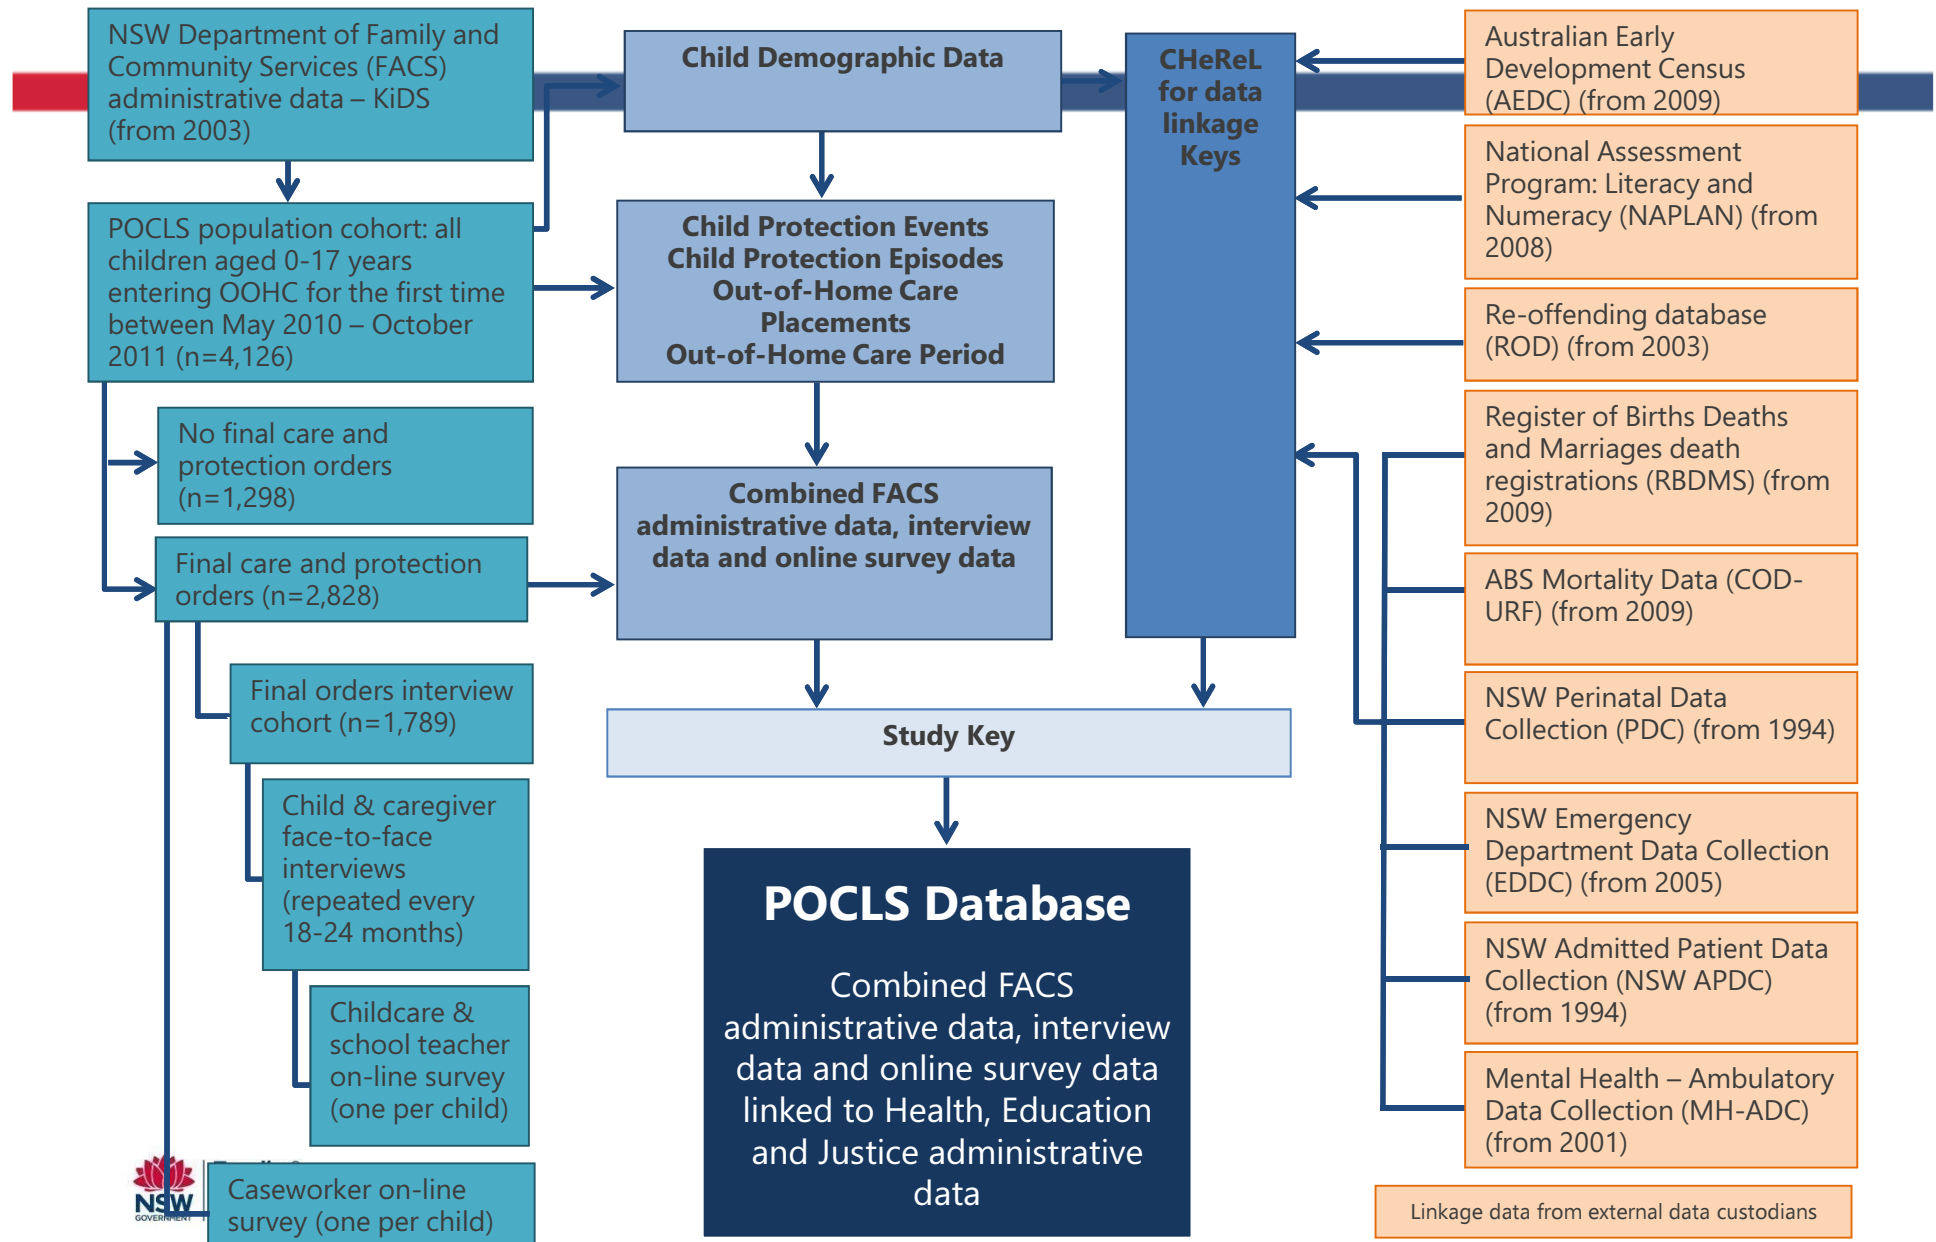 NSW Department of Family and
Community Services (FACS)
administrative data – KiDS
(from 2003)
POCLS population cohort: all
children aged 0-17 years
entering OOHC for the first time
between May 2010 – October
2011 (n=4,126)
No final care and
protection orders
(n=1,298)
Final care and protection
orders (n=2,828)
Final orders interview
cohort (n=1,789)
Child & caregiver
face-to-face
interviews
(repeated every
18-24 months)
Childcare &
school teacher
on-line survey
(one per child)
Caseworker on-line
survey (one per child)
NSW
GOVERNMENT
Child Demographic Data
Child Protection Events
Child Protection Episodes
Out-of-Home Care
Placements
Out-of-Home Care Period
Combined FACS
administrative data, interview
data and online survey data
CHeReL
for data
linkage
Keys
Study Key
POCLS Database
Combined FACS
administrative data, interview
data and online survey data
linked to Health, Education
and Justice administrative
data
Australian Early
Development Census
(AEDC) (from 2009)
National Assessment
Program: Literacy and
Numeracy (NAPLAN) (from
2008)
Re-offending database
(ROD) (from 2003)
Register of Births Deaths
and Marriages death
registrations (RBDMS) (from
2009)
ABS Mortality Data (COD-
URF) (from 2009)
NSW Perinatal Data
Collection (PDC) (from 1994)
NSW Emergency
Department Data Collection
(EDDC) (from 2005)
NSW Admitted Patient Data
Collection (NSW APDC)
(from 1994)
Mental Health – Ambulatory
Data Collection (MH-ADC)
(from 2001)
Linkage data from external data custodians